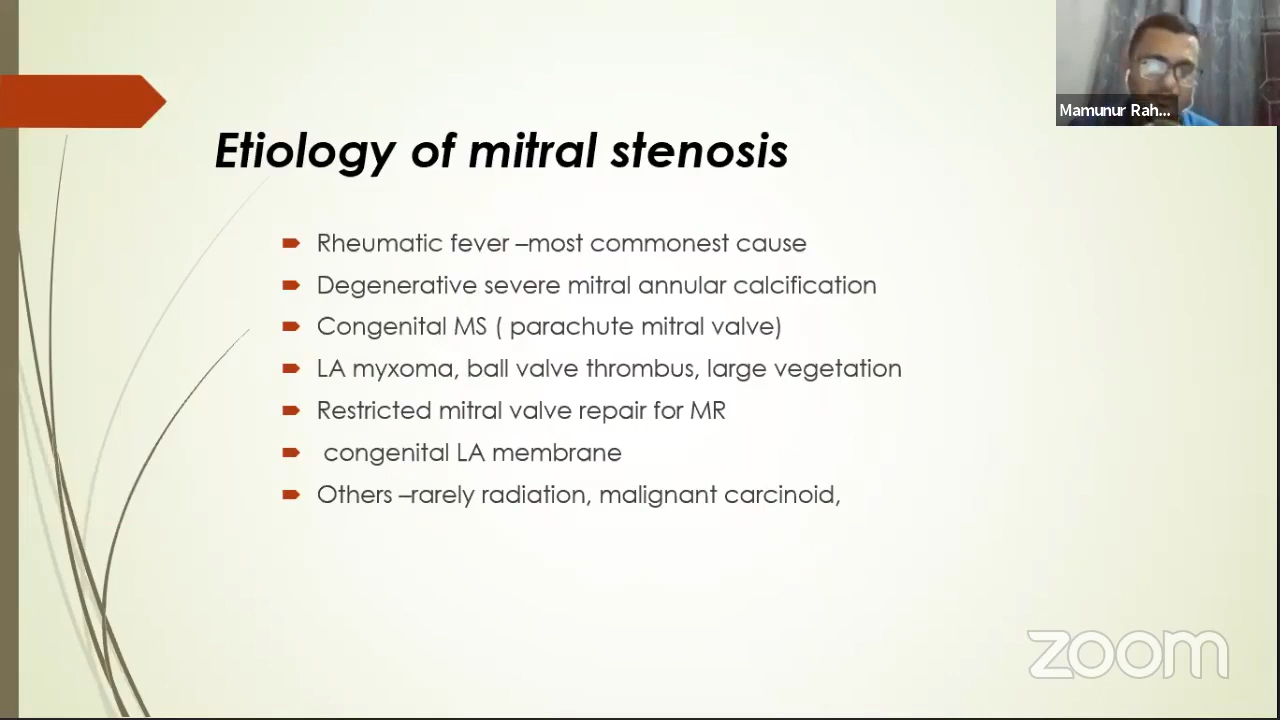 Mamunur Rah...
Etiology of mitral stenosis
Rheumatic fever –most commonest cause
Degenerative severe mitral annular calcification
Congenital MS ( parachute mitral valve)
LA myxoma, ball valve thrombus, large vegetation
Restricted mitral valve repair for MR
congenital LA membrane
Others –rarely radiation, malignant carcinoid,
zoom